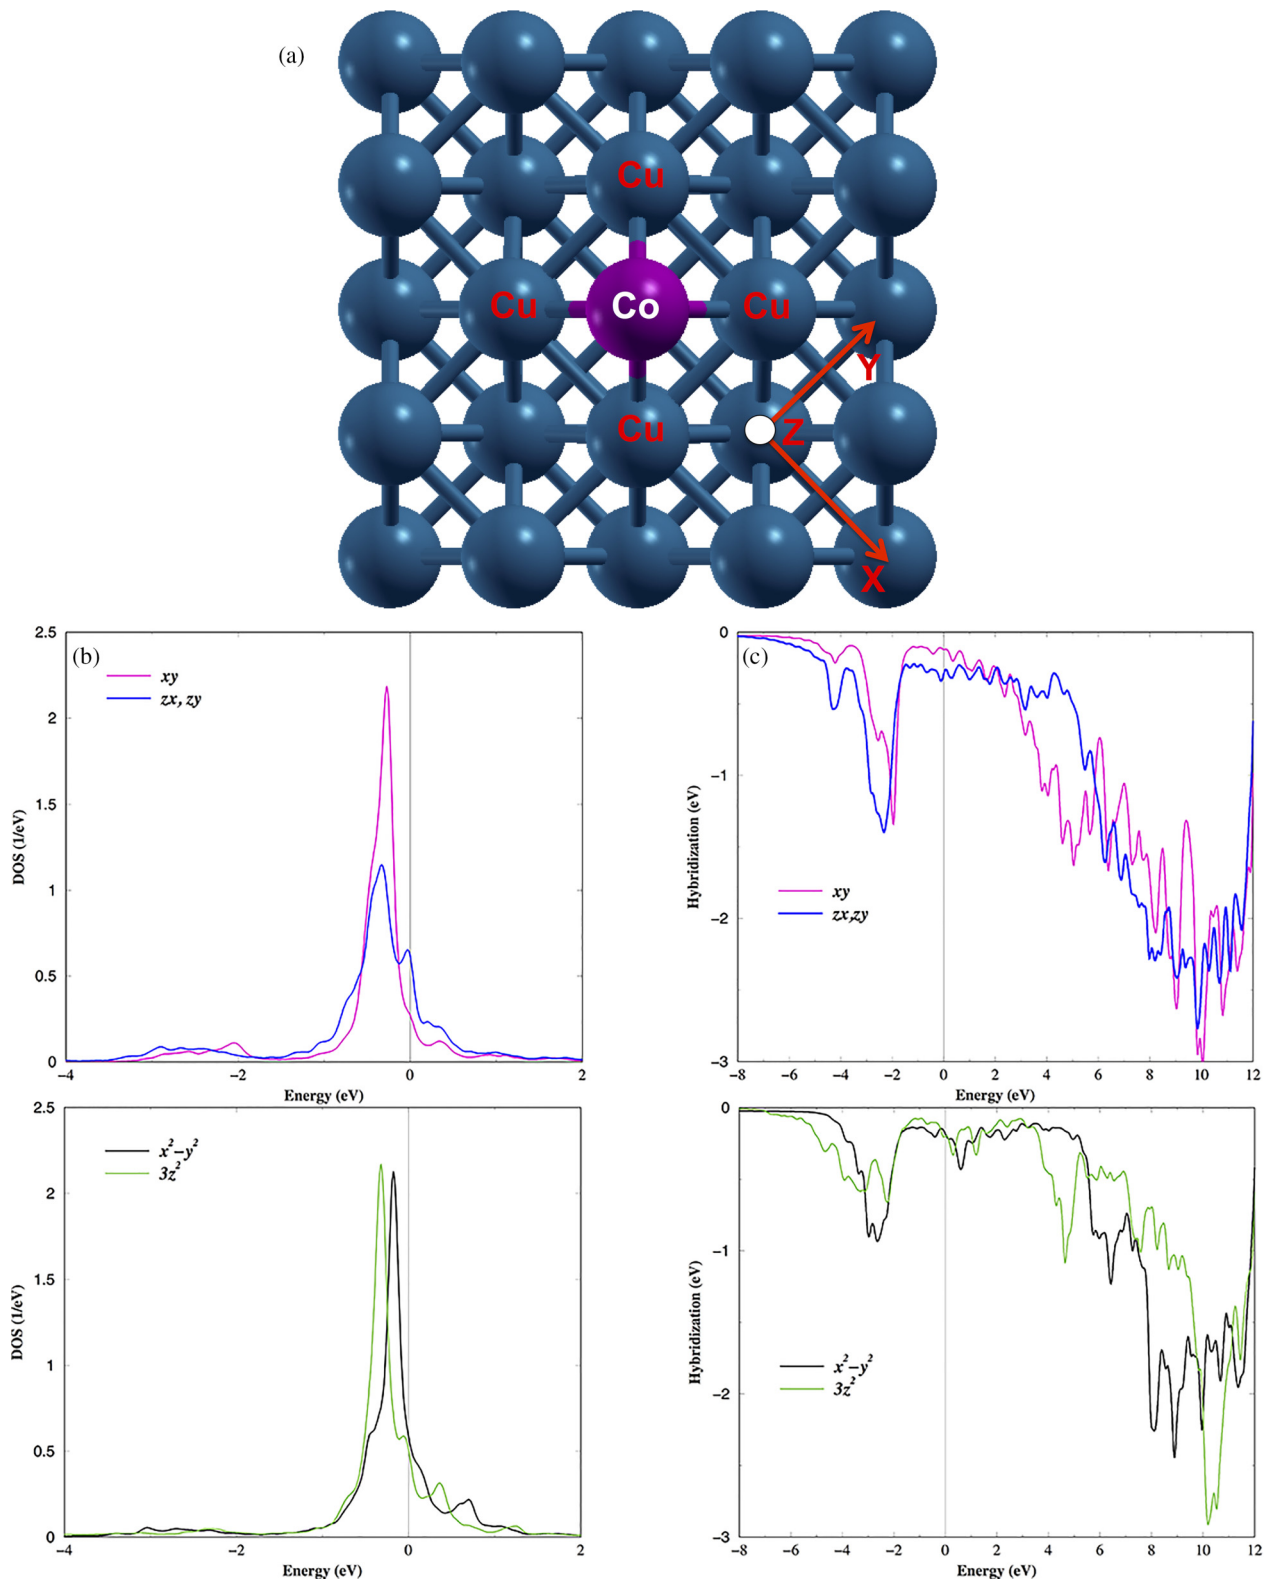 (a)
Cu
Cu Co Cu
Y
Cu Z
X
2.5 (b) xy
zx, zy
2
1.5
DOS (1/eV)
1
0.5
0
−4 −2 0 2
Energy (eV)
0 (c)
−1
Hybridization (eV)
xy
zx,zy
−2
−3
−8 −6 −4 −2 0 2 4 6 8 10 12
Energy (eV)
2.5
x²−y²
3z²
2
1.5
DOS (1/eV)
1
0.5
0
−4 −2 0 2
Energy (eV)
0
−1
Hybridization (eV)
x²−y²
3z²
−2
−3
−8 −6 −4 −2 0 2 4 6 8 10 12
Energy (eV)